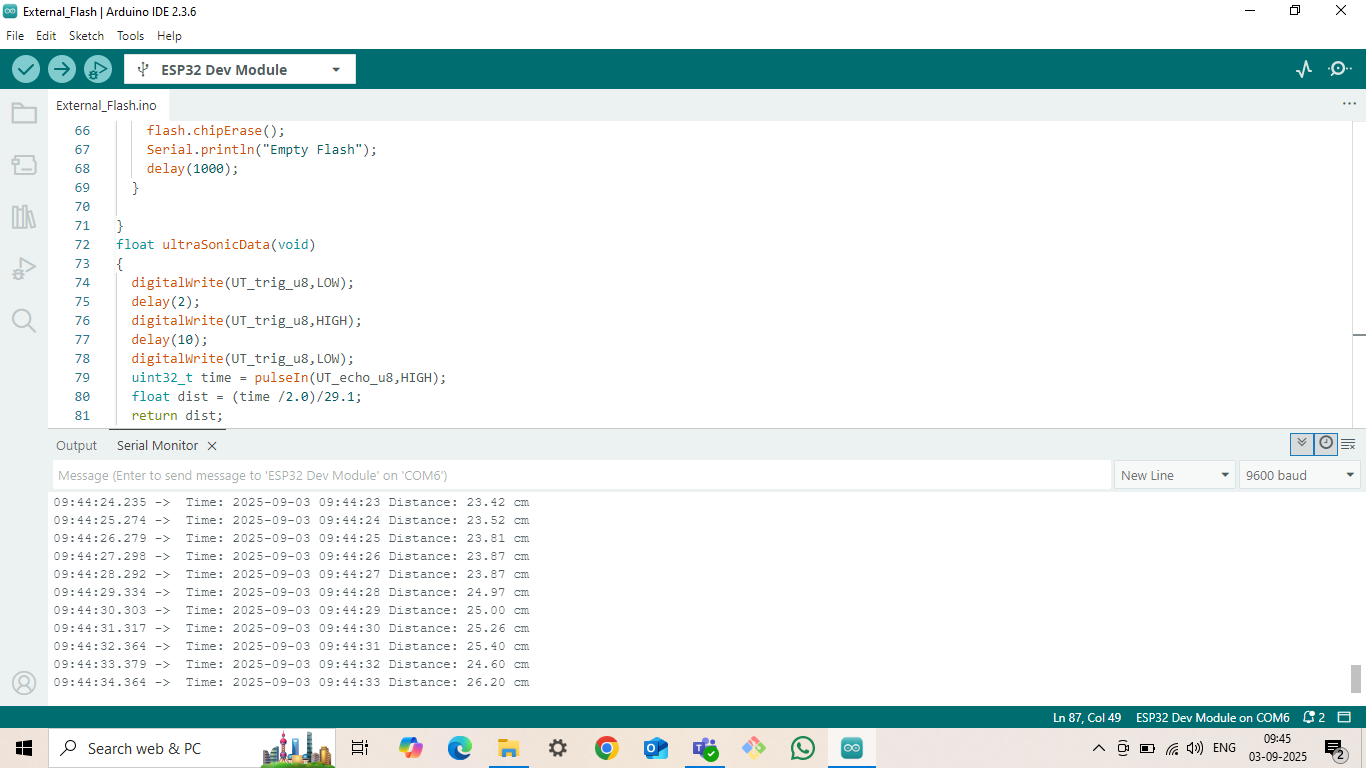 External_Flash | Arduino IDE 2.3.6
File Edit Sketch Tools Help
ESP32 Dev Module
External_Flash.ino
66 flash.chipErase();
67 Serial.println("Empty Flash");
68 delay(1000);
69 }
70
71 }
72 float ultraSonicData(void)
73 {
74 digitalWrite(UT_trig_u8,LOW);
75 delay(2);
76 digitalWrite(UT_trig_u8,HIGH);
77 delay(10);
78 digitalWrite(UT_trig_u8,LOW);
79 uint32_t time = pulseIn(UT_echo_u8,HIGH);
80 float dist = (time /2.0)/29.1;
81 return dist;
Output Serial Monitor
Message (Enter to send message to 'ESP32 Dev Module' on 'COM6') New Line 9600 baud
09:44:24.235 -> Time: 2025-09-03 09:44:23 Distance: 23.42 cm
09:44:25.274 -> Time: 2025-09-03 09:44:24 Distance: 23.52 cm
09:44:26.279 -> Time: 2025-09-03 09:44:25 Distance: 23.81 cm
09:44:27.298 -> Time: 2025-09-03 09:44:26 Distance: 23.87 cm
09:44:28.292 -> Time: 2025-09-03 09:44:27 Distance: 23.87 cm
09:44:29.334 -> Time: 2025-09-03 09:44:28 Distance: 24.97 cm
09:44:30.303 -> Time: 2025-09-03 09:44:29 Distance: 25.00 cm
09:44:31.317 -> Time: 2025-09-03 09:44:30 Distance: 25.26 cm
09:44:32.364 -> Time: 2025-09-03 09:44:31 Distance: 25.40 cm
09:44:33.379 -> Time: 2025-09-03 09:44:32 Distance: 24.60 cm
09:44:34.364 -> Time: 2025-09-03 09:44:33 Distance: 26.20 cm
Ln 87, Col 49 ESP32 Dev Module on COM6 2
Search web & PC
ENG
09:45
03-09-2025
2